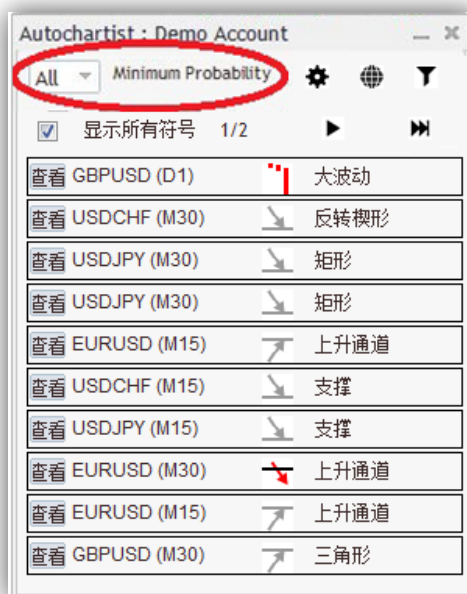 Autochartist : Demo Account
All Minimum Probability
显示所有符号 1/2
查看 GBPUSD (D1) 大波动
查看 USDCHF (M30) 反转楔形
查看 USDJPY (M30) 矩形
查看 USDJPY (M30) 矩形
查看 EURUSD (M15) 上升通道
查看 USDCHF (M15) 支撑
查看 USDJPY (M15) 支撑
查看 EURUSD (M30) 上升通道
查看 EURUSD (M15) 上升通道
查看 GBPUSD (M30) 三角形